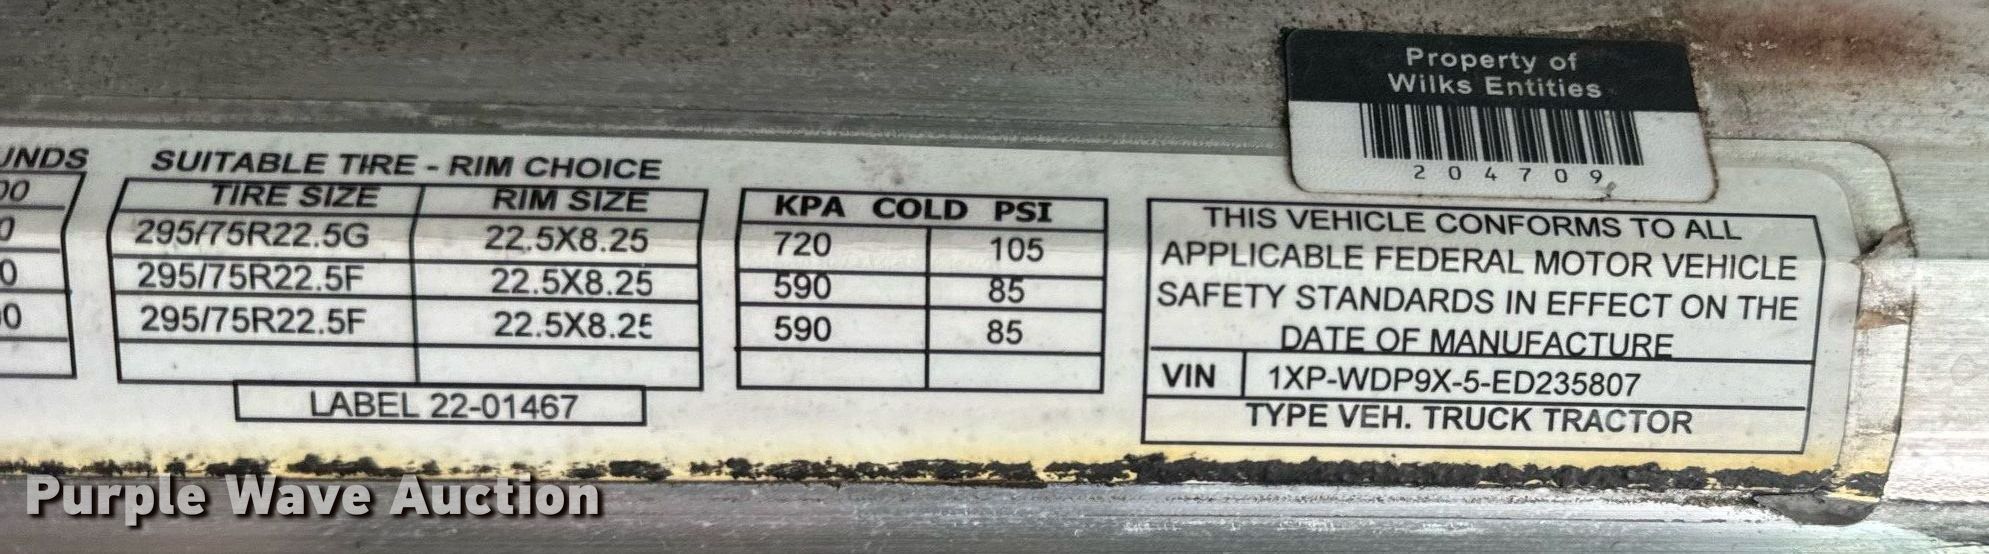 Property of
Wilks Entities
204709
SUITABLE TIRE - RIM CHOICE
TIRE SIZE RIM SIZE
295/75R22.5G 22.5X8.25
295/75R22.5F 22.5X8.25
295/75R22.5F 22.5X8.25
LABEL 22-01467
KPA COLD PSI
720 105
590 85
590 85
THIS VEHICLE CONFORMS TO ALL
APPLICABLE FEDERAL MOTOR VEHICLE
SAFETY STANDARDS IN EFFECT ON THE
DATE OF MANUFACTURE
VIN 1XP-WDP9X-5-ED235807
TYPE VEH. TRUCK TRACTOR
Purple Wave Auction